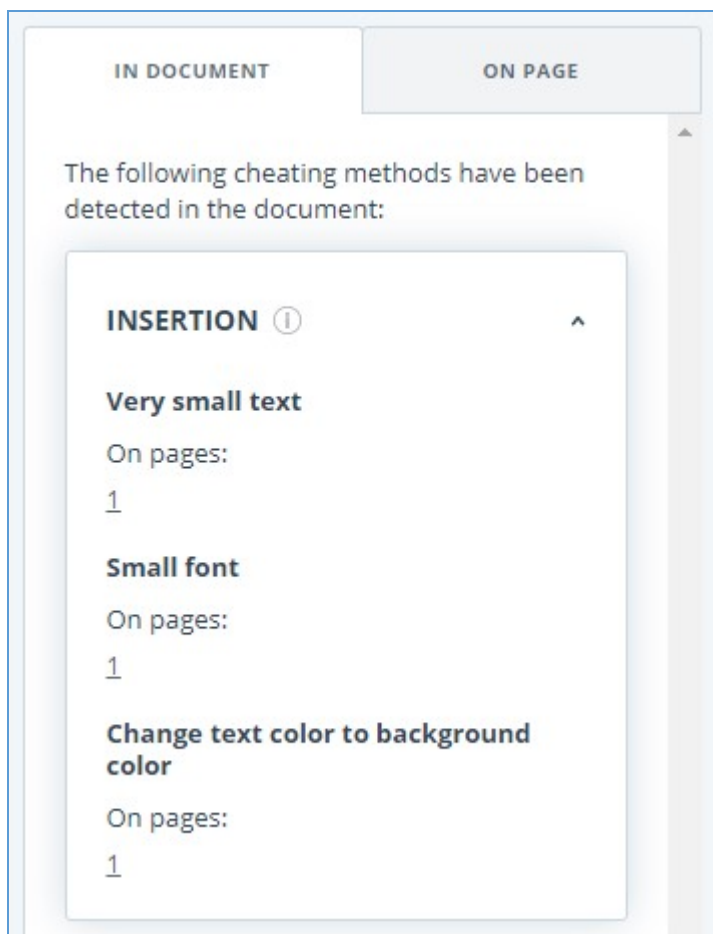 IN DOCUMENT
ON PAGE
The following cheating methods have been
detected in the document:
INSERTION
Very small text
On pages:
1
Small font
On pages:
1
Change text color to background
color
On pages:
1